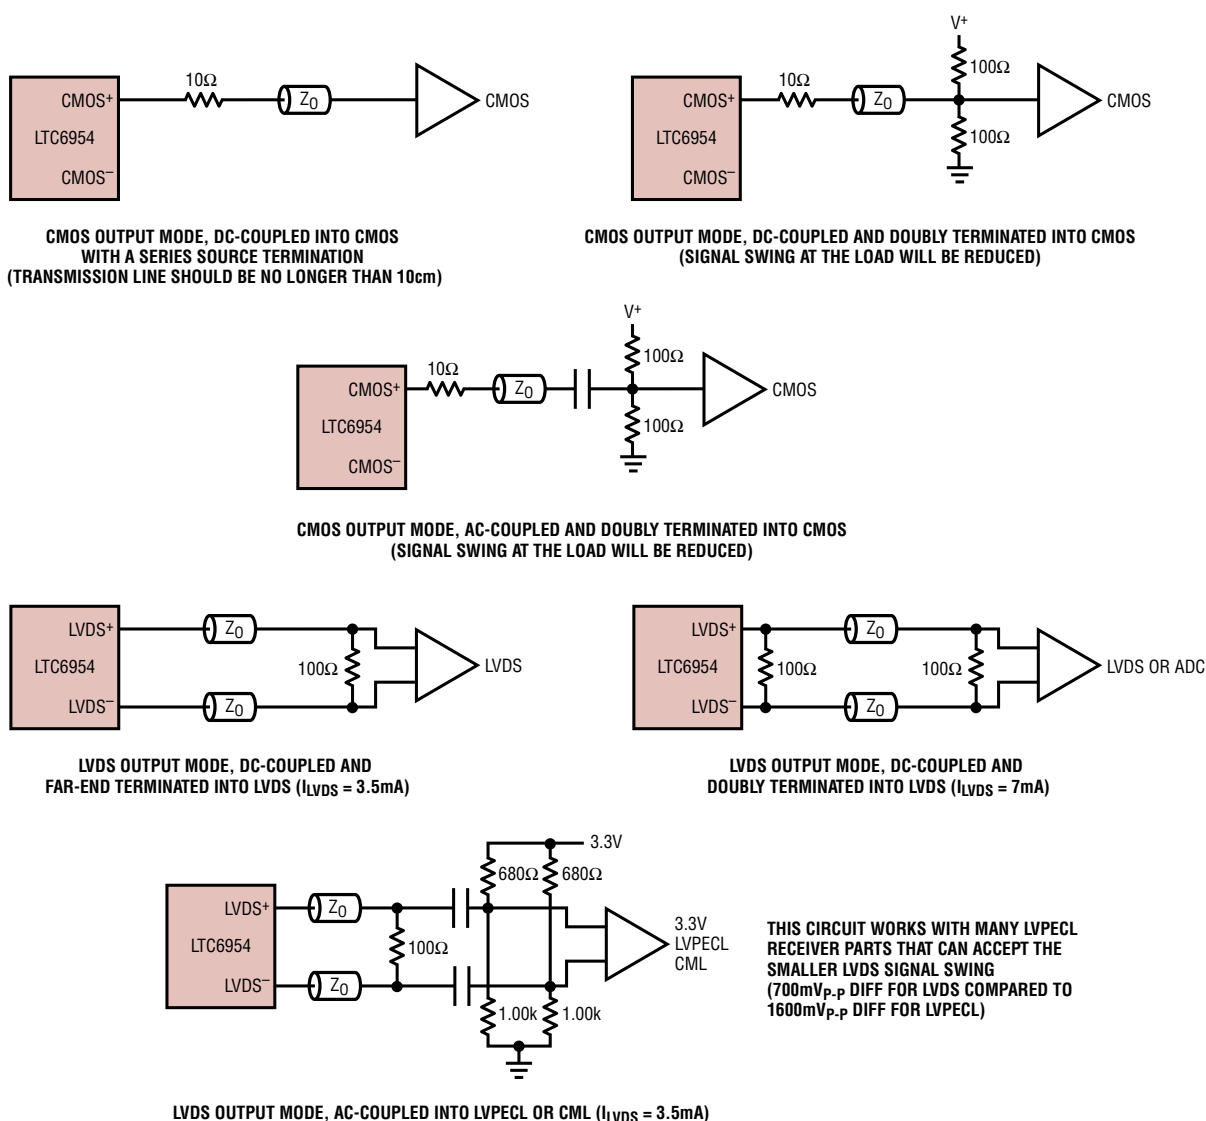 10Ω
CMOS+
LTC6954
CMOS–
Z0
CMOS
CMOS OUTPUT MODE, DC-COUPLED INTO CMOS
WITH A SERIES SOURCE TERMINATION
(TRANSMISSION LINE SHOULD BE NO LONGER THAN 10cm)
V+
10Ω
100Ω
CMOS+
LTC6954
CMOS–
Z0
CMOS
100Ω
CMOS OUTPUT MODE, DC-COUPLED AND DOUBLY TERMINATED INTO CMOS
(SIGNAL SWING AT THE LOAD WILL BE REDUCED)
V+
10Ω
100Ω
CMOS+
LTC6954
CMOS–
Z0
CMOS
100Ω
CMOS OUTPUT MODE, AC-COUPLED AND DOUBLY TERMINATED INTO CMOS
(SIGNAL SWING AT THE LOAD WILL BE REDUCED)
LVDS+
LTC6954
LVDS–
Z0
Z0
100Ω
LVDS
LVDS OUTPUT MODE, DC-COUPLED AND
FAR-END TERMINATED INTO LVDS (ILVDS = 3.5mA)
LVDS+
LTC6954
LVDS–
100Ω
Z0
Z0
100Ω
LVDS OR ADC
LVDS OUTPUT MODE, DC-COUPLED AND
DOUBLY TERMINATED INTO LVDS (ILVDS = 7mA)
3.3V
680Ω
680Ω
LVDS+
LTC6954
LVDS–
Z0
Z0
100Ω
1.00k
1.00k
3.3V
LVPECL
CML
THIS CIRCUIT WORKS WITH MANY LVPECL
RECEIVER PARTS THAT CAN ACCEPT THE
SMALLER LVDS SIGNAL SWING
(700mVP-P DIFF FOR LVDS COMPARED TO
1600mVP-P DIFF FOR LVPECL)
LVDS OUTPUT MODE, AC-COUPLED INTO LVPECL OR CML (ILVDS = 3.5mA)